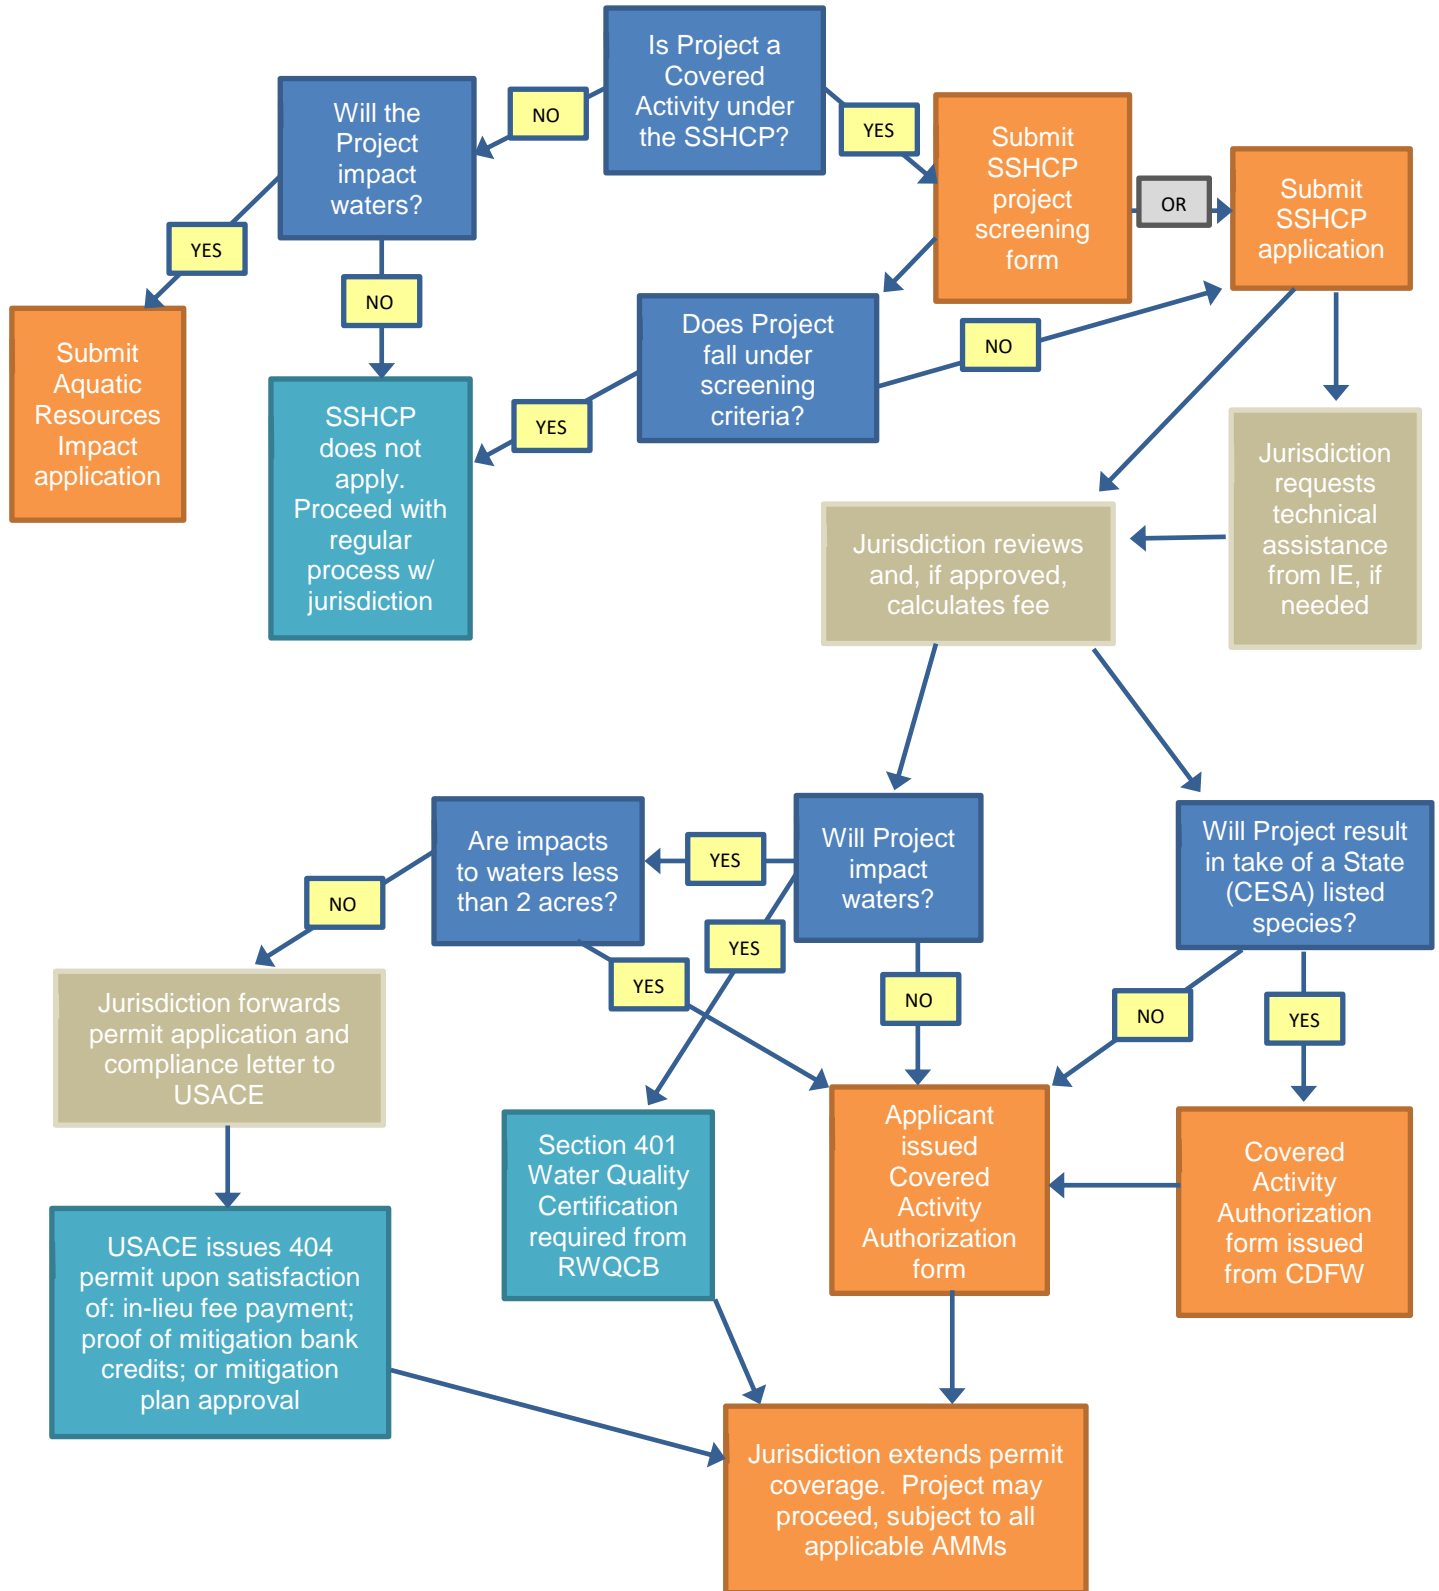 Is Project a
Covered
Activity under
the SSHCP?
NO
YES
Will the
Project
impact
waters?
Submit
SSHCP
project
screening
form
OR
Submit
SSHCP
application
YES
NO
Does Project
fall under
screening
criteria?
NO
YES
Submit
Aquatic
Resources
Impact
application
SSHCP
does not
apply.
Proceed with
regular
process w/
jurisdiction
Jurisdiction
requests
technical
assistance
from IE, if
needed
Jurisdiction reviews
and, if approved,
calculates fee
Are impacts
to waters less
than 2 acres?
YES
Will Project
impact
waters?
Will Project result
in take of a State
(CESA) listed
species?
NO
YES
YES
NO
NO
YES
Jurisdiction forwards
permit application and
compliance letter to
USACE
Section 401
Water Quality
Certification
required from
RWQCB
Applicant
issued
Covered
Activity
Authorization
form
Covered
Activity
Authorization
form issued
from CDFW
USACE issues 404
permit upon satisfaction
of: in-lieu fee payment;
proof of mitigation bank
credits; or mitigation
plan approval
Jurisdiction extends permit
coverage.  Project may
proceed, subject to all
applicable AMMs